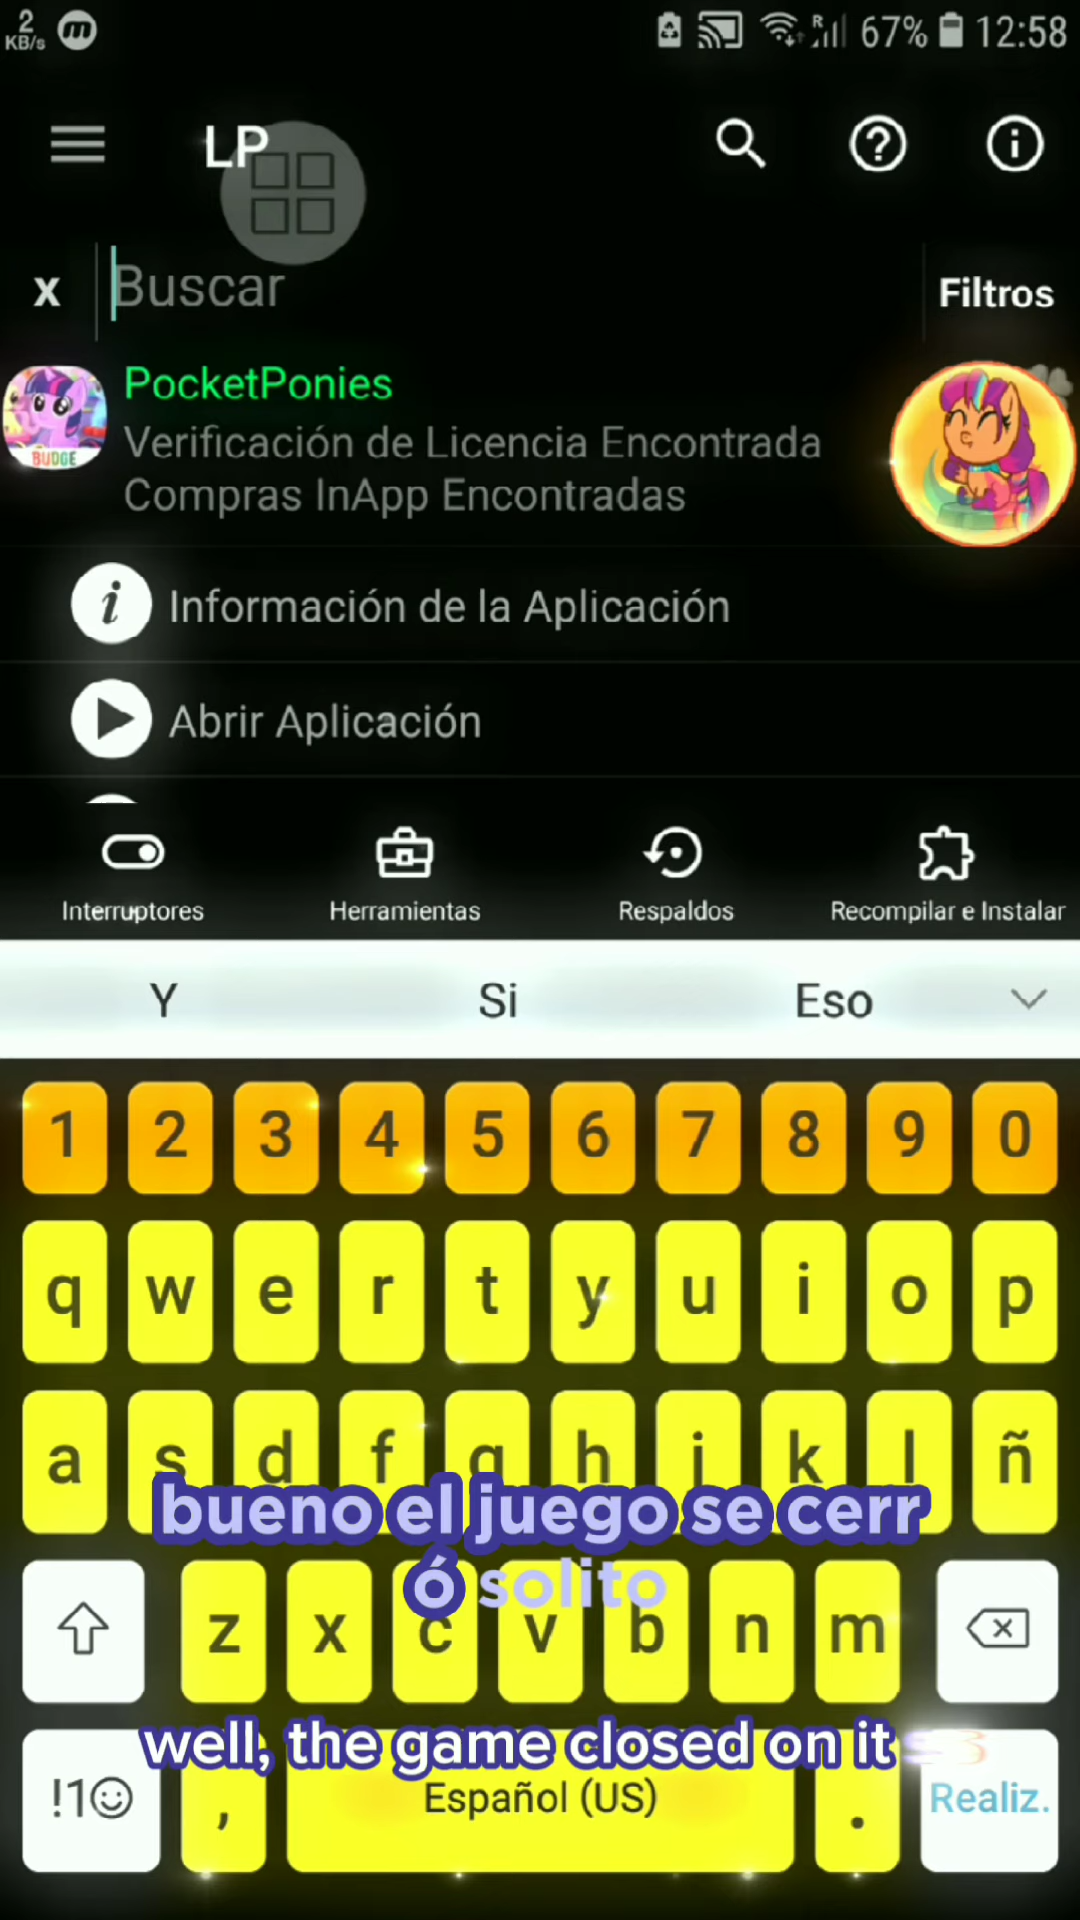 2
KB/s
R
67%
12:58
LP
x
Buscar
Filtros
PocketPonies
Verificación de Licencia Encontrada
Compras InApp Encontradas
BUDGE
i
Información de la Aplicación
Abrir Aplicación
Interruptores
Herramientas
Respaldos
Recompilar e Instalar
Y
Si
Eso
1 2 3 4 5 6 7 8 9 0
q w e r t y u i o p
a s d f g h j k l ñ
bueno el juego se cerr
ó solito
z x c v b n m
well, the game closed on it
!1☺ , Español (US) . Realiz.